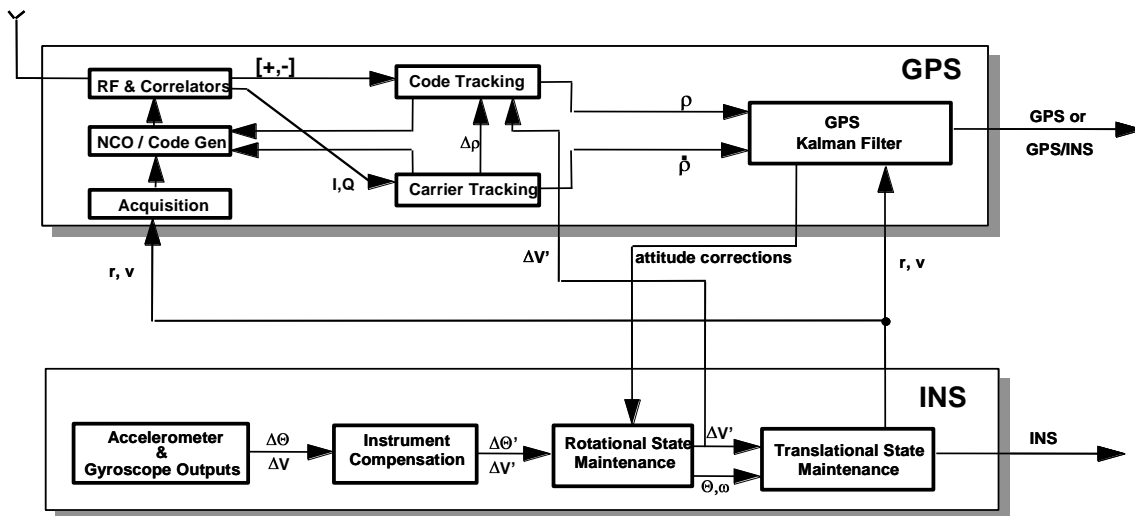 GPS
[+,-]
RF & Correlators
Code Tracking
ρ
GPS
Kalman Filter
GPS or
GPS/INS
NCO / Code Gen
Δρ
ρ̇
I,Q
Carrier Tracking
Acquisition
r, v
ΔV'
attitude corrections
r, v
INS
Accelerometer
&
Gyroscope Outputs
ΔΘ
ΔV
Instrument
Compensation
ΔΘ'
ΔV'
Rotational State
Maintenance
ΔV'
Θ,ω
Translational State
Maintenance
INS